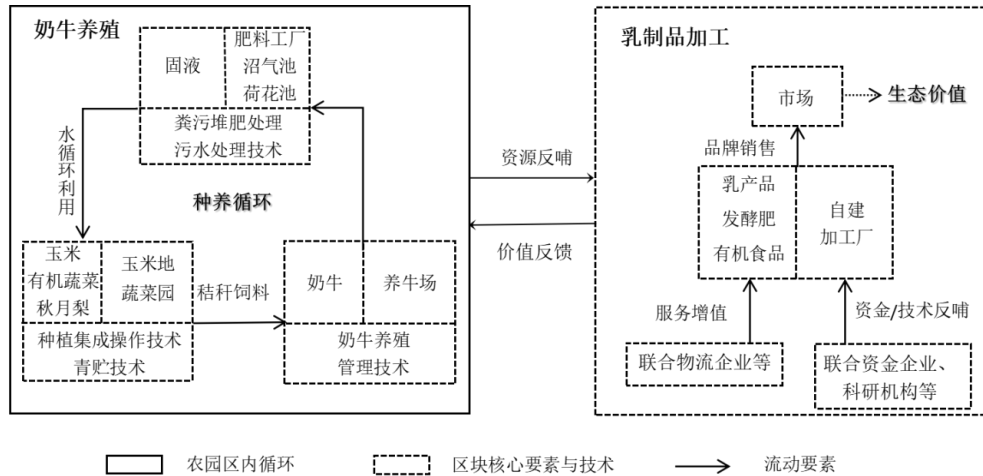 奶牛养殖
固液
肥料工厂
沼气池
荷花池
粪污堆肥处理
污水处理技术
水循环利用
种养循环
玉米
有机蔬菜
秋月梨
玉米地
蔬菜园
种植集成操作技术
青贮技术
秸秆饲料
奶牛
养牛场
奶牛养殖
管理技术
资源反哺
价值反馈
乳制品加工
市场
生态价值
品牌销售
乳产品
发酵肥
有机食品
自建
加工厂
服务增值
资金/技术反哺
联合物流企业等
联合资金企业、
科研机构等
农园区内循环
区块核心要素与技术
流动要素